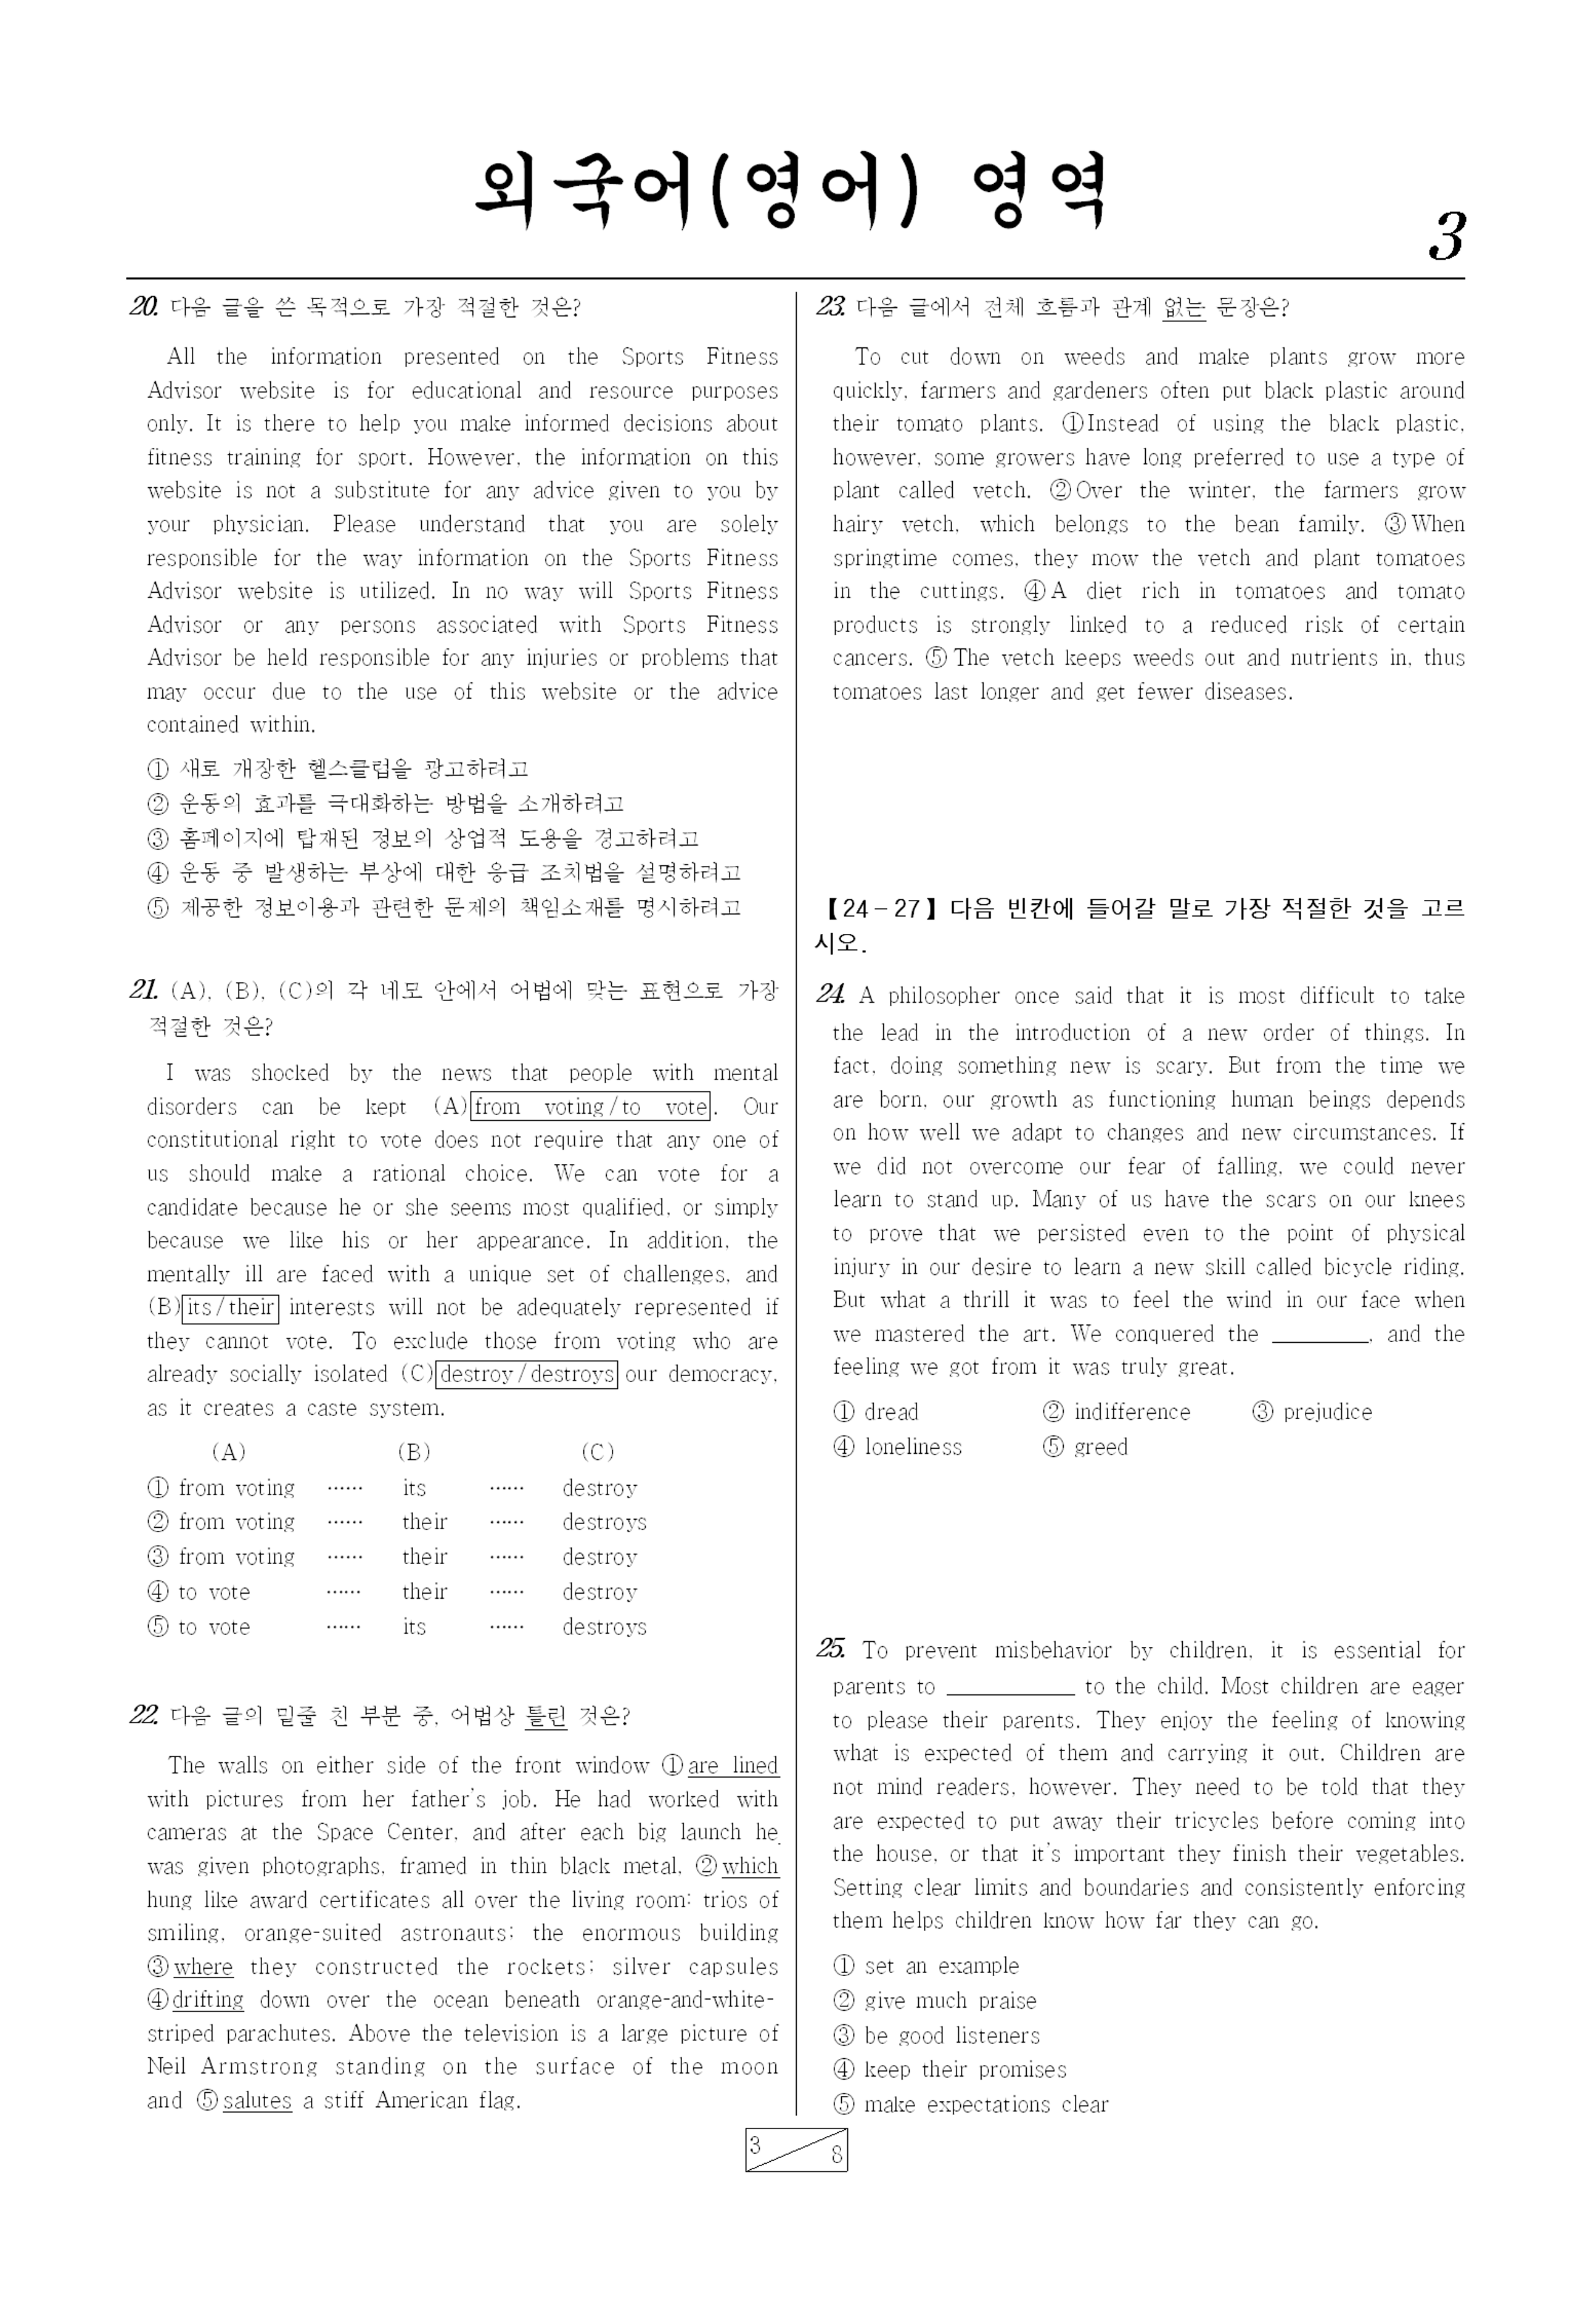 외국어(영어) 영역
3
20. 다음 글을 쓴 목적으로 가장 적절한 것은?
All the information presented on the Sports Fitness
Advisor website is for educational and resource purposes
only. It is there to help you make informed decisions about
fitness training for sport. However, the information on this
website is not a substitute for any advice given to you by
your physician. Please understand that you are solely
responsible for the way information on the Sports Fitness
Advisor website is utilized. In no way will Sports Fitness
Advisor or any persons associated with Sports Fitness
Advisor be held responsible for any injuries or problems that
may occur due to the use of this website or the advice
contained within.
① 새로 개장한 헬스클럽을 광고하려고
② 운동의 효과를 극대화하는 방법을 소개하려고
③ 홈페이지에 탑재된 정보의 상업적 도용을 경고하려고
④ 운동 중 발생하는 부상에 대한 응급 조치법을 설명하려고
⑤ 제공한 정보이용과 관련한 문제의 책임소재를 명시하려고
21. (A), (B), (C)의 각 네모 안에서 어법에 맞는 표현으로 가장
적절한 것은?
I was shocked by the news that people with mental
disorders can be kept (A) from voting / to vote. Our
constitutional right to vote does not require that any one of
us should make a rational choice. We can vote for a
candidate because he or she seems most qualified, or simply
because we like his or her appearance. In addition, the
mentally ill are faced with a unique set of challenges, and
(B) its / their interests will not be adequately represented if
they cannot vote. To exclude those from voting who are
already socially isolated (C) destroy / destroys our democracy,
as it creates a caste system.
(A) (B) (C)
① from voting …… its …… destroy
② from voting …… their …… destroys
③ from voting …… their …… destroy
④ to vote …… their …… destroy
⑤ to vote …… its …… destroys
22. 다음 글의 밑줄 친 부분 중, 어법상 틀린 것은?
The walls on either side of the front window ① are lined
with pictures from her father's job. He had worked with
cameras at the Space Center, and after each big launch he
was given photographs, framed in thin black metal, ② which
hung like award certificates all over the living room: trios of
smiling, orange-suited astronauts; the enormous building
③ where they constructed the rockets; silver capsules
④ drifting down over the ocean beneath orange-and-white-
striped parachutes. Above the television is a large picture of
Neil Armstrong standing on the surface of the moon
and ⑤ salutes a stiff American flag.
23. 다음 글에서 전체 흐름과 관계 없는 문장은?
To cut down on weeds and make plants grow more
quickly, farmers and gardeners often put black plastic around
their tomato plants. ① Instead of using the black plastic,
however, some growers have long preferred to use a type of
plant called vetch. ② Over the winter, the farmers grow
hairy vetch, which belongs to the bean family. ③ When
springtime comes, they mow the vetch and plant tomatoes
in the cuttings. ④ A diet rich in tomatoes and tomato
products is strongly linked to a reduced risk of certain
cancers. ⑤ The vetch keeps weeds out and nutrients in, thus
tomatoes last longer and get fewer diseases.
【24-27】 다음 빈칸에 들어갈 말로 가장 적절한 것을 고르
시오.
24. A philosopher once said that it is most difficult to take
the lead in the introduction of a new order of things. In
fact, doing something new is scary. But from the time we
are born, our growth as functioning human beings depends
on how well we adapt to changes and new circumstances. If
we did not overcome our fear of falling, we could never
learn to stand up. Many of us have the scars on our knees
to prove that we persisted even to the point of physical
injury in our desire to learn a new skill called bicycle riding.
But what a thrill it was to feel the wind in our face when
we mastered the art. We conquered the ________, and the
feeling we got from it was truly great.
① dread ② indifference ③ prejudice
④ loneliness ⑤ greed
25. To prevent misbehavior by children, it is essential for
parents to ____________ to the child. Most children are eager
to please their parents. They enjoy the feeling of knowing
what is expected of them and carrying it out. Children are
not mind readers, however. They need to be told that they
are expected to put away their tricycles before coming into
the house, or that it's important they finish their vegetables.
Setting clear limits and boundaries and consistently enforcing
them helps children know how far they can go.
① set an example
② give much praise
③ be good listeners
④ keep their promises
⑤ make expectations clear
3
8